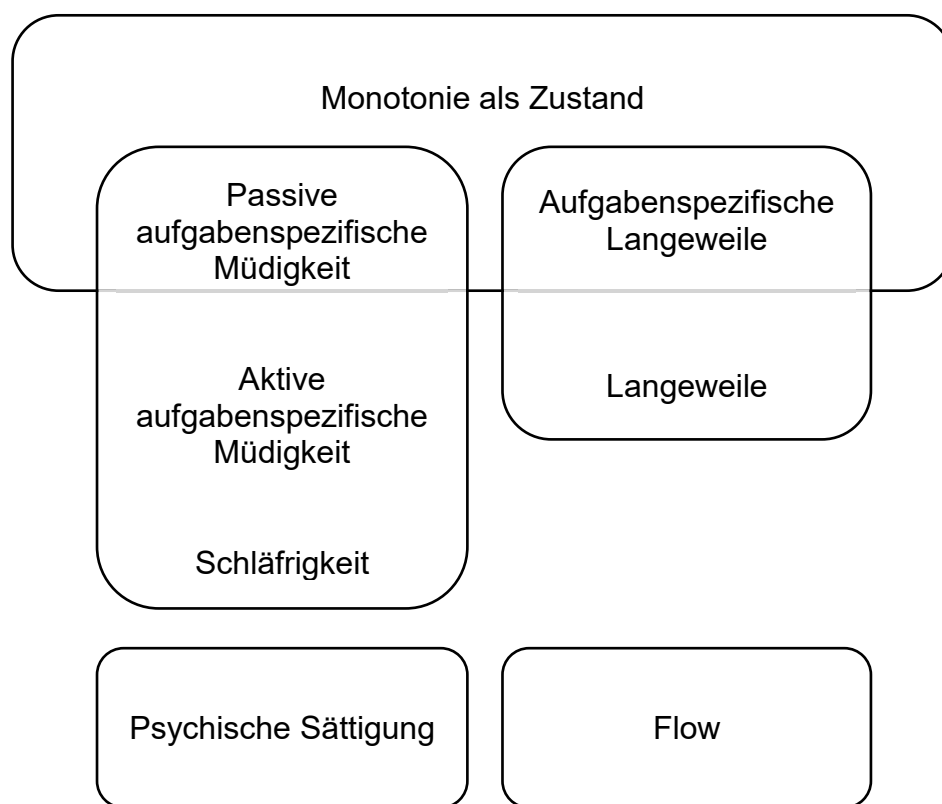 Monotonie als Zustand
Passive
aufgabenspezifische
Müdigkeit
Aufgabenspezifische
Langeweile
Aktive
aufgabenspezifische
Müdigkeit
Langeweile
Schläfrigkeit
Psychische Sättigung
Flow